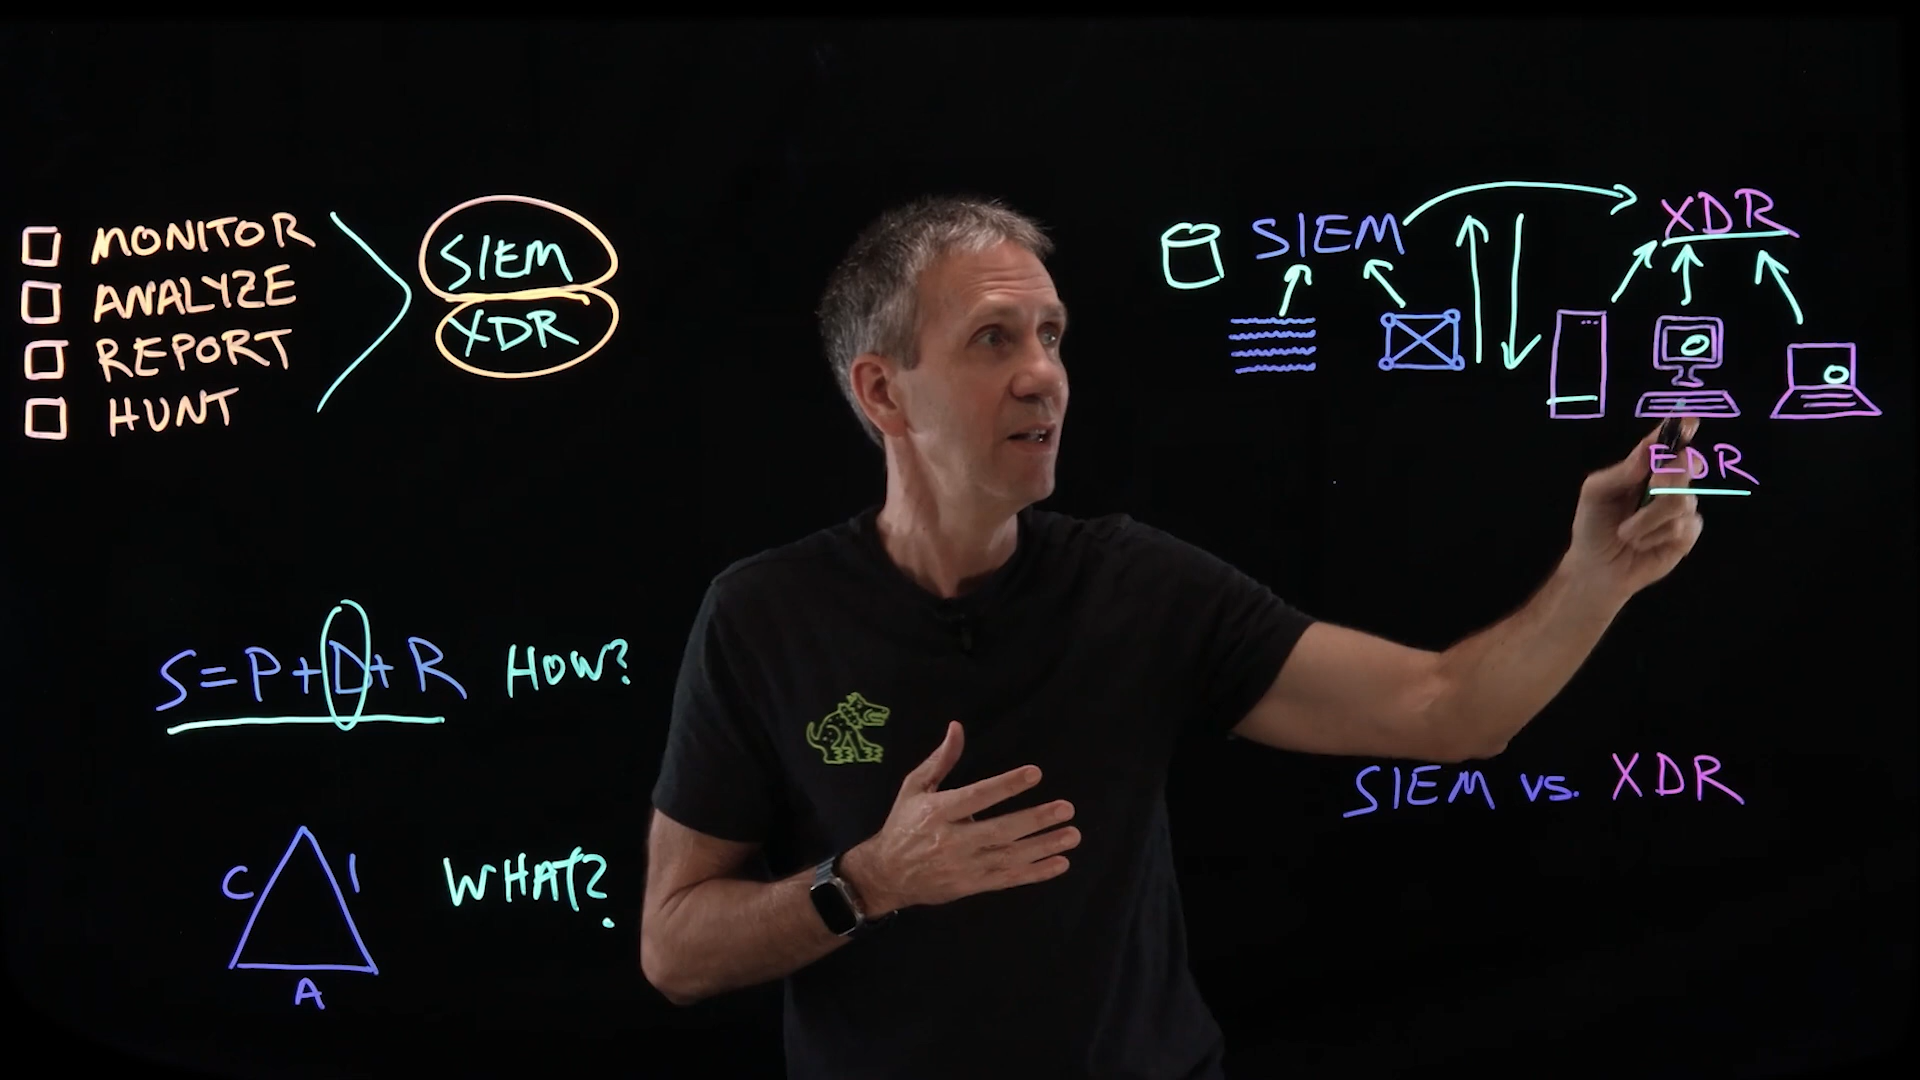 MONITOR
ANALYZE
REPORT
HUNT
SIEM
XDR
S=P+D+R HOW?
C I
A
WHAT?
SIEM XDR
EDR
SIEM vs. XDR